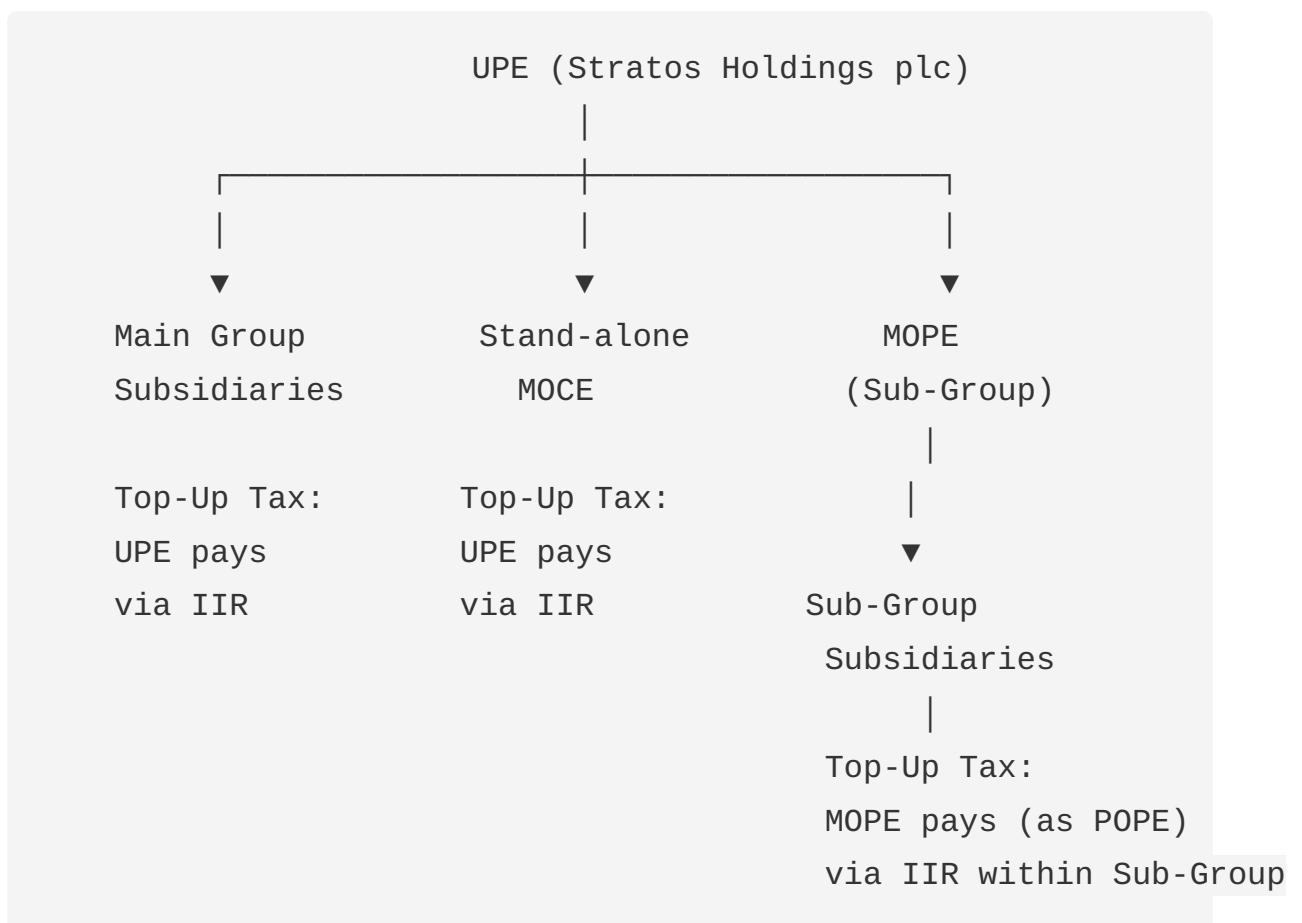 UPE (Stratos Holdings plc)
Main Group Stand-alone MOPE
Subsidiaries MOCE (Sub-Group)
Top-Up Tax: Top-Up Tax:
UPE pays UPE pays
via IIR via IIR Sub-Group
Subsidiaries
Top-Up Tax:
MOPE pays (as POPE)
via IIR within Sub-Group